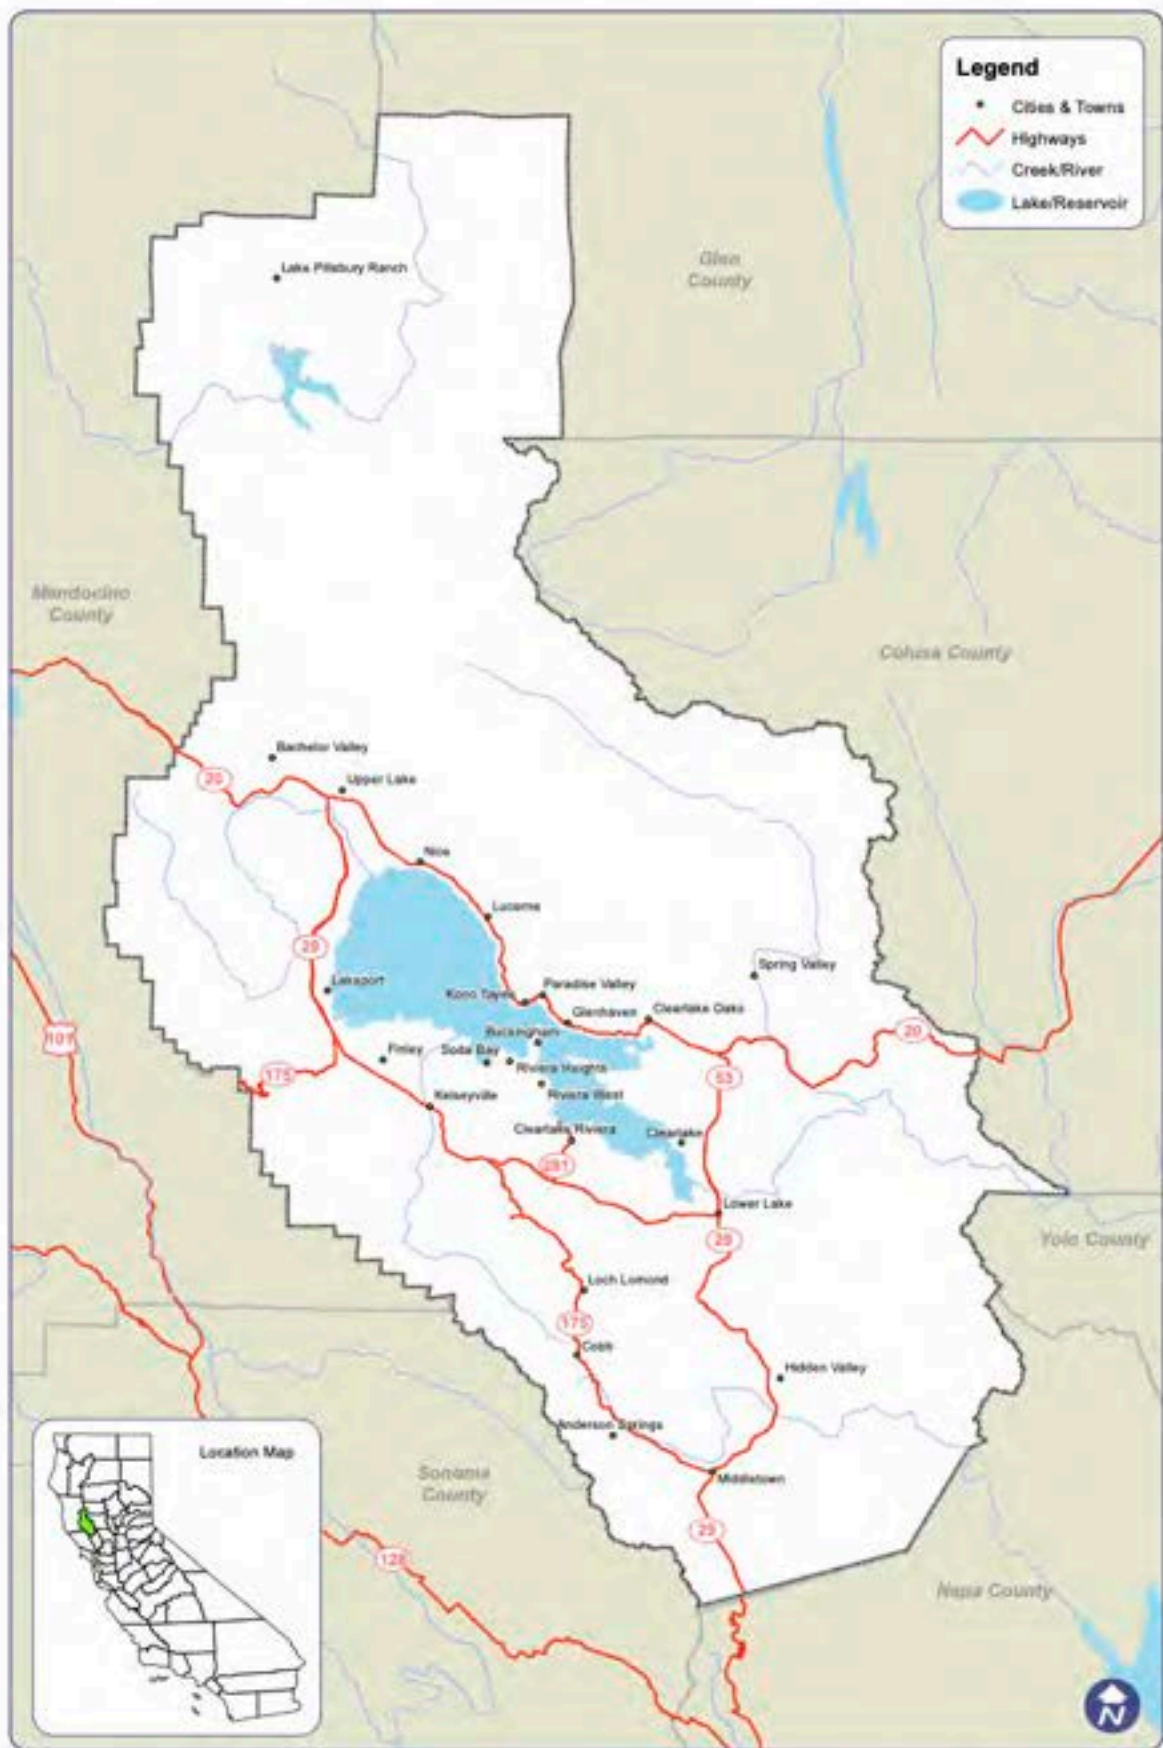 Legend
Cities & Towns
Highways
Creek/River
Lake/Reservoir
Lake Pillsbury Ranch
Glen
County
Mendocino
County
Colusa County
Bachelor Valley
20
Upper Lake
Nice
Lucerne
29
Spring Valley
Lakeport
Paradise Valley
Kono Tayee
Glenhaven
Clearlake Oaks
Buckingham
20
101
Finley
Soda Bay
Riviera Heights
175
53
Kelseyville
Riviera West
Clearlake Riviera
Clearlake
281
Lower Lake
29
Yolo County
Loch Lomond
175
Cobb
Hidden Valley
Anderson Springs
Location Map
Sonoma
County
Middletown
29
128
Napa County
N